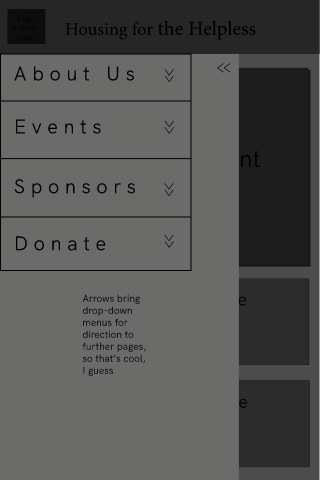 Housing for the Helpless
«
About Us
Events
Sponsors
Donate
nt
e
e
Arrows bring
drop-down
menus for
direction to
further pages,
so that's cool,
I guess